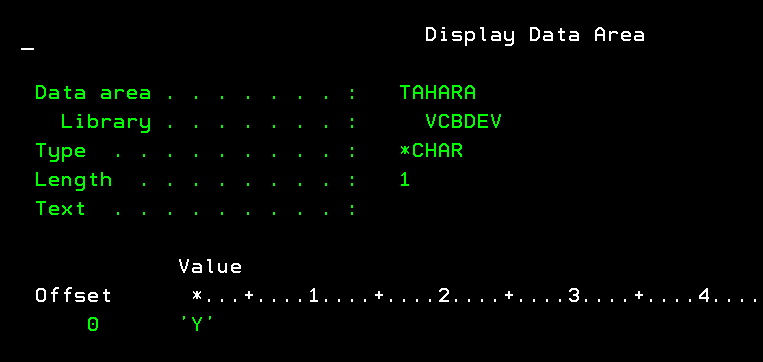 Display Data Area
Data area . . . . . . . :   TAHARA
  Library . . . . . . . :     VCBDEV
Type  . . . . . . . . . :   *CHAR
Length  . . . . . . . . :   1
Text  . . . . . . . . . :
Value
Offset      *...+....1....+....2....+....3....+....4....
    0      'Y'